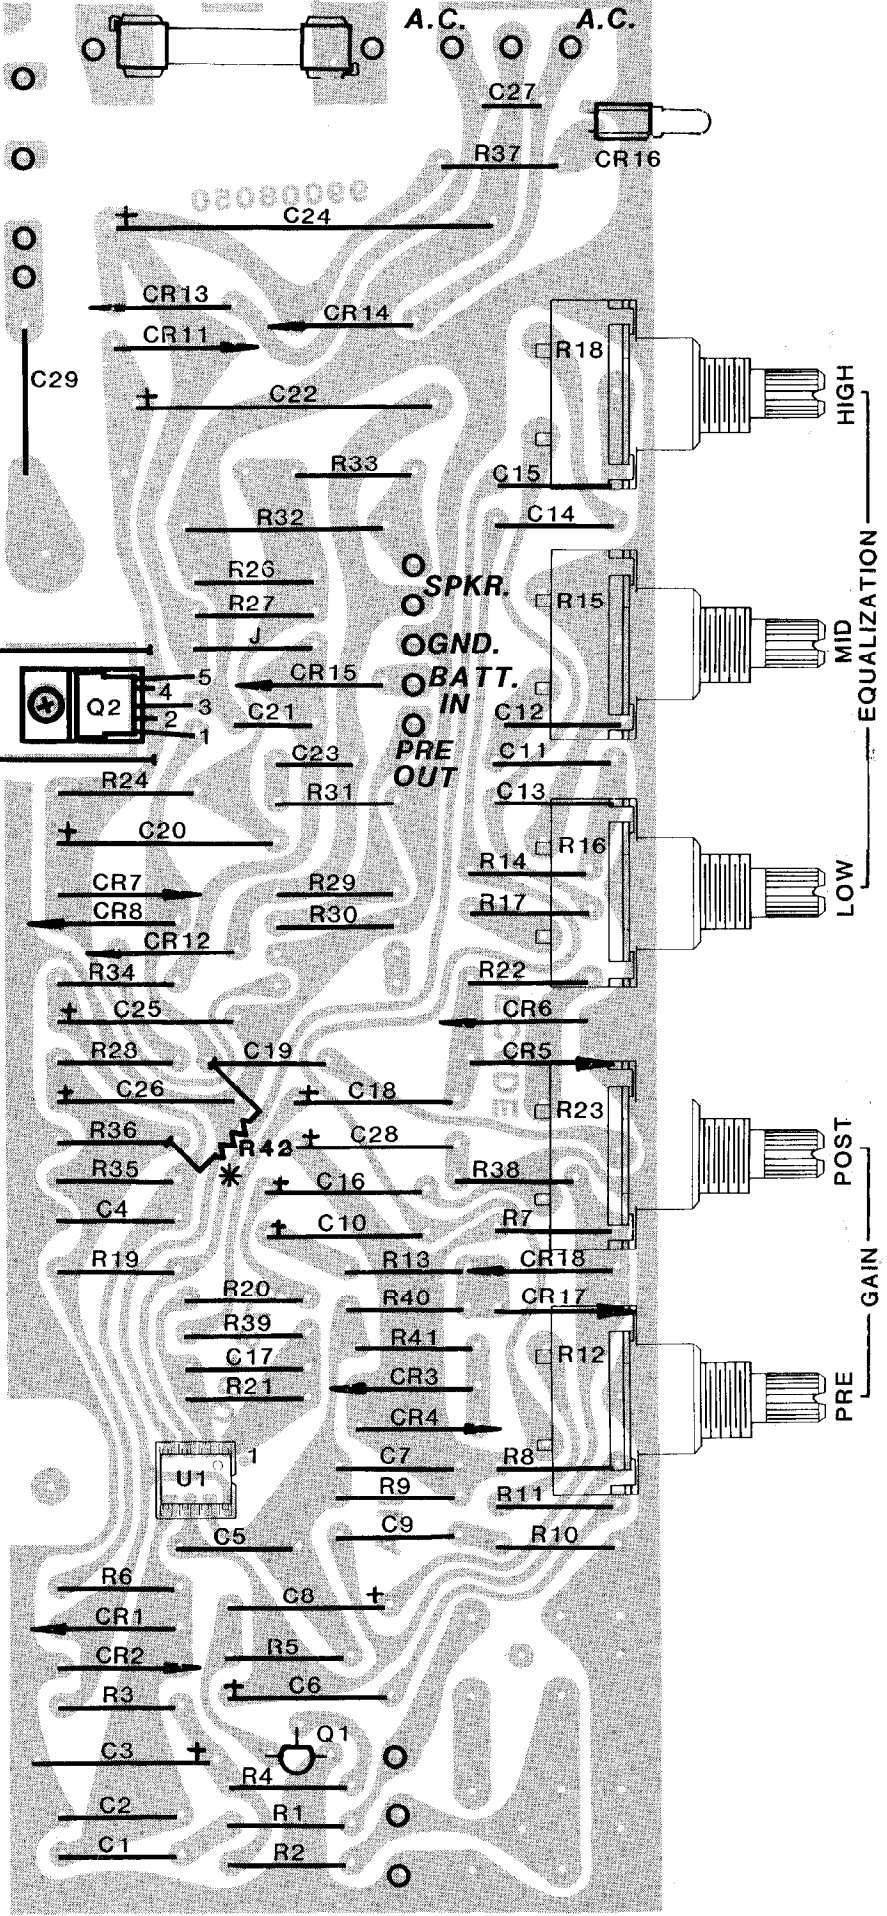 A.C. A.C.
C27
R37
CR16
99008050
C24
CR13
CR14
CR11
R18
HIGH
C29
C22
R33
C15
R32
C14
EQUALIZATION
R26
SPKR.
R27
R15
MID
J
GND.
CR15
BATT.
IN
5
4
Q2
3
2
1
C21
C12
PRE
OUT
C23
C11
R24
R31
C13
C20
R16
R14
LOW
CR7
R29
CR8
R30
R17
CR12
R34
R22
C25
CR6
R28
C19
CR5
C26
C18
R23
R36
R42
C28
POST
R35
C16
R38
C4
C10
R7
R19
R13
CR18
GAIN
R20
R40
CR17
R39
R41
R12
C17
CR3
PRE
R21
CR4
1
U1
C7
R8
R9
R11
C5
C9
R10
R6
C8
CR1
R5
CR2
C6
R3
Q1
C3
R4
C2
R1
C1
R2